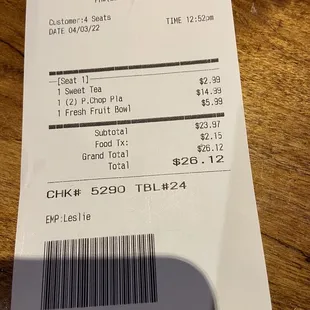 Customer:4 Seats
DATE 04/03/22 TIME 12:52pm
[Seat 1]
1 Sweet Tea $2.99
1 (2) P.Chop Pla $14.99
1 Fresh Fruit Bowl $5.99
Subtotal $23.97
Food Tx: $2.15
Grand Total $26.12
Total $26.12
CHK# 5290 TBL#24
EMP:Leslie